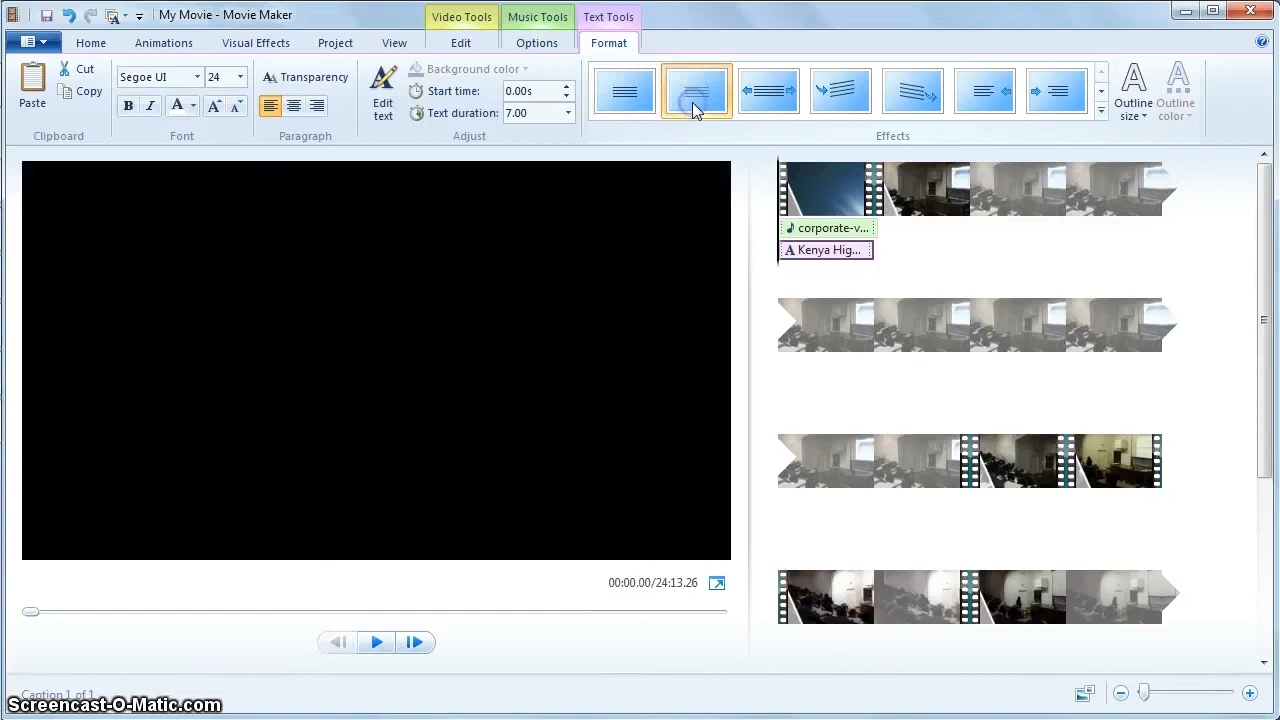 My Movie - Movie Maker
Video Tools
Music Tools
Text Tools
Home
Animations
Visual Effects
Project
View
Edit
Options
Format
Paste
Cut
Copy
Clipboard
Segoe UI
24
B I A A A
Font
Transparency
Paragraph
Edit
text
Background color
Start time: 0.00s
Text duration: 7.00
Adjust
Effects
Outline
size
Outline
color
corporate-v...
A Kenya Hig...
00:00.00/24:13.26
Caption 1 of 1
Screencast-O-Matic.com